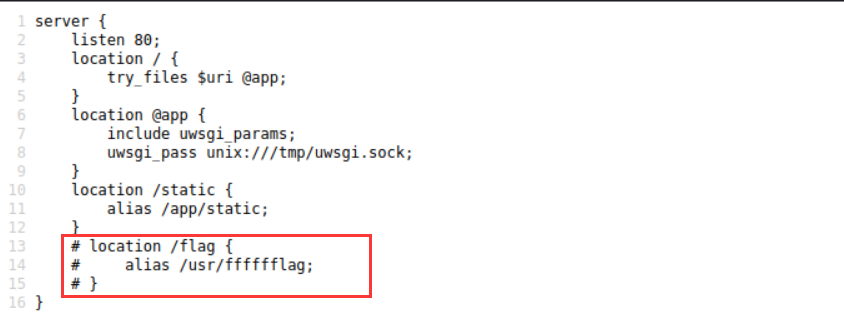 1 server {
2     listen 80;
3     location / {
4         try_files $uri @app;
5     }
6     location @app {
7         include uwsgi_params;
8         uwsgi_pass unix:///tmp/uwsgi.sock;
9     }
10     location /static {
11         alias /app/static;
12     }
13     # location /flag {
14     #     alias /usr/fffffflag;
15     # }
16 }